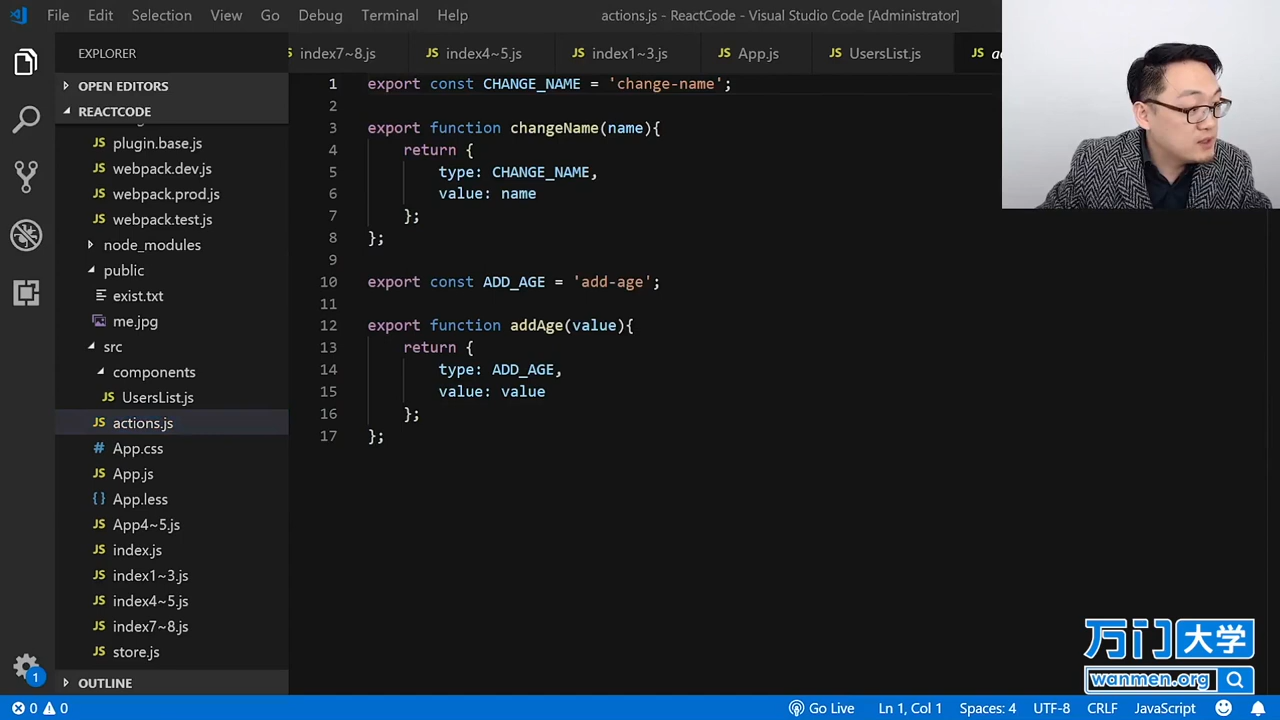 File Edit Selection View Go Debug Terminal Help
actions.js - ReactCode - Visual Studio Code [Administrator]
EXPLORER
index7~8.js index4~5.js index1~3.js App.js UsersList.js
OPEN EDITORS
REACTCODE
plugin.base.js
webpack.dev.js
webpack.prod.js
webpack.test.js
node_modules
public
exist.txt
me.jpg
src
components
UsersList.js
actions.js
App.css
App.js
App.less
App4~5.js
index.js
index1~3.js
index4~5.js
index7~8.js
store.js
OUTLINE
1 export const CHANGE_NAME = 'change-name';
2
3 export function changeName(name){
4 return {
5 type: CHANGE_NAME,
6 value: name
7 };
8 };
9
10 export const ADD_AGE = 'add-age';
11
12 export function addAge(value){
13 return {
14 type: ADD_AGE,
15 value: value
16 };
17 };
万门大学
wanmen.org
1
0 0 Go Live Ln 1, Col 1 Spaces: 4 UTF-8 CRLF JavaScript